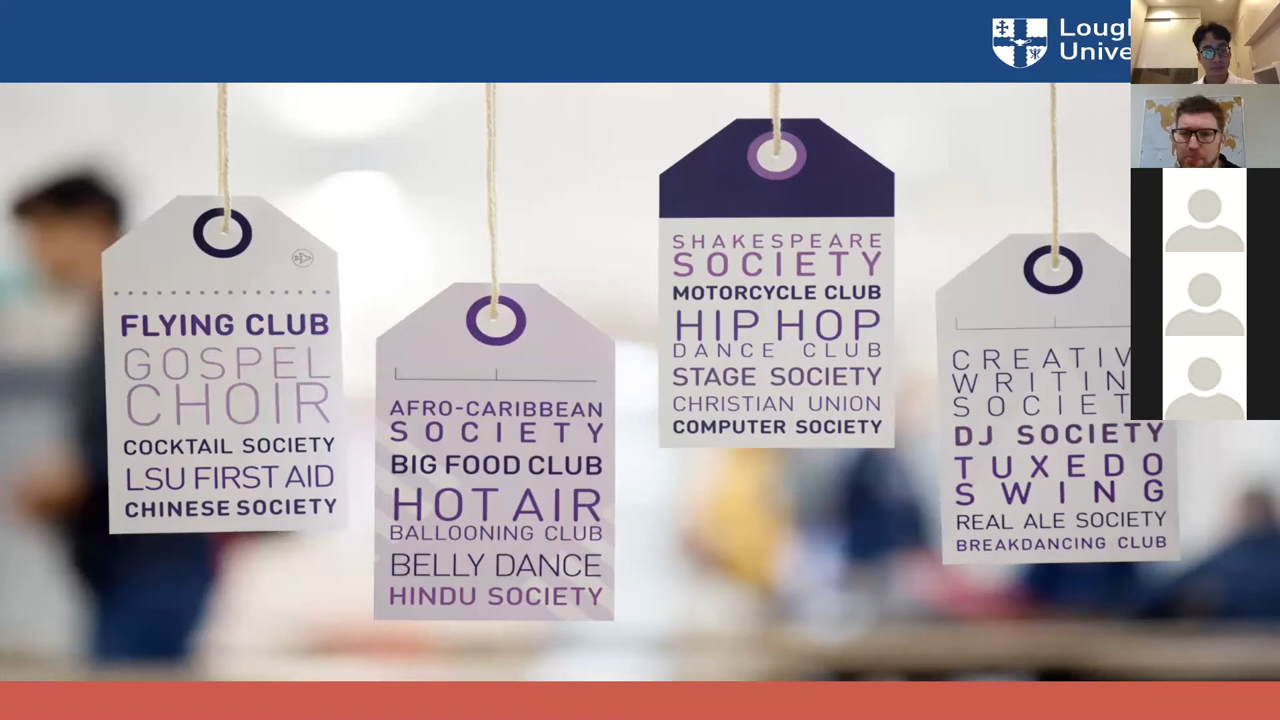 Lough
Unive
FLYING CLUB
GOSPEL
CHOIR
COCKTAIL SOCIETY
LSU FIRST AID
CHINESE SOCIETY
AFRO-CARIBBEAN
SOCIETY
BIG FOOD CLUB
HOT AIR
BALLOONING CLUB
BELLY DANCE
HINDU SOCIETY
SHAKESPEARE
SOCIETY
MOTORCYCLE CLUB
HIP HOP
DANCE CLUB
STAGE SOCIETY
CHRISTIAN UNION
COMPUTER SOCIETY
CREATIV
WRITIN
SOCIET
DJ SOCIETY
TUXEDO
SWING
REAL ALE SOCIETY
BREAKDANCING CLUB